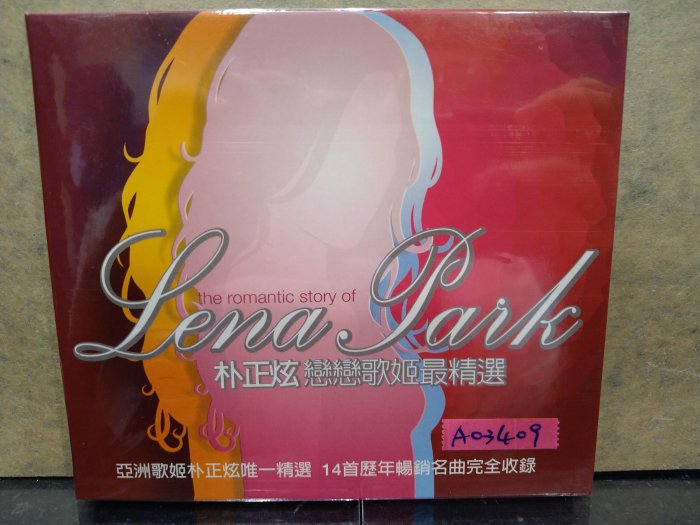 the romantic story of
Lena Park
朴正炫 戀戀歌姬最精選
A03409
亞洲歌姬朴正炫唯一精選 14首歷年暢銷名曲完全收錄